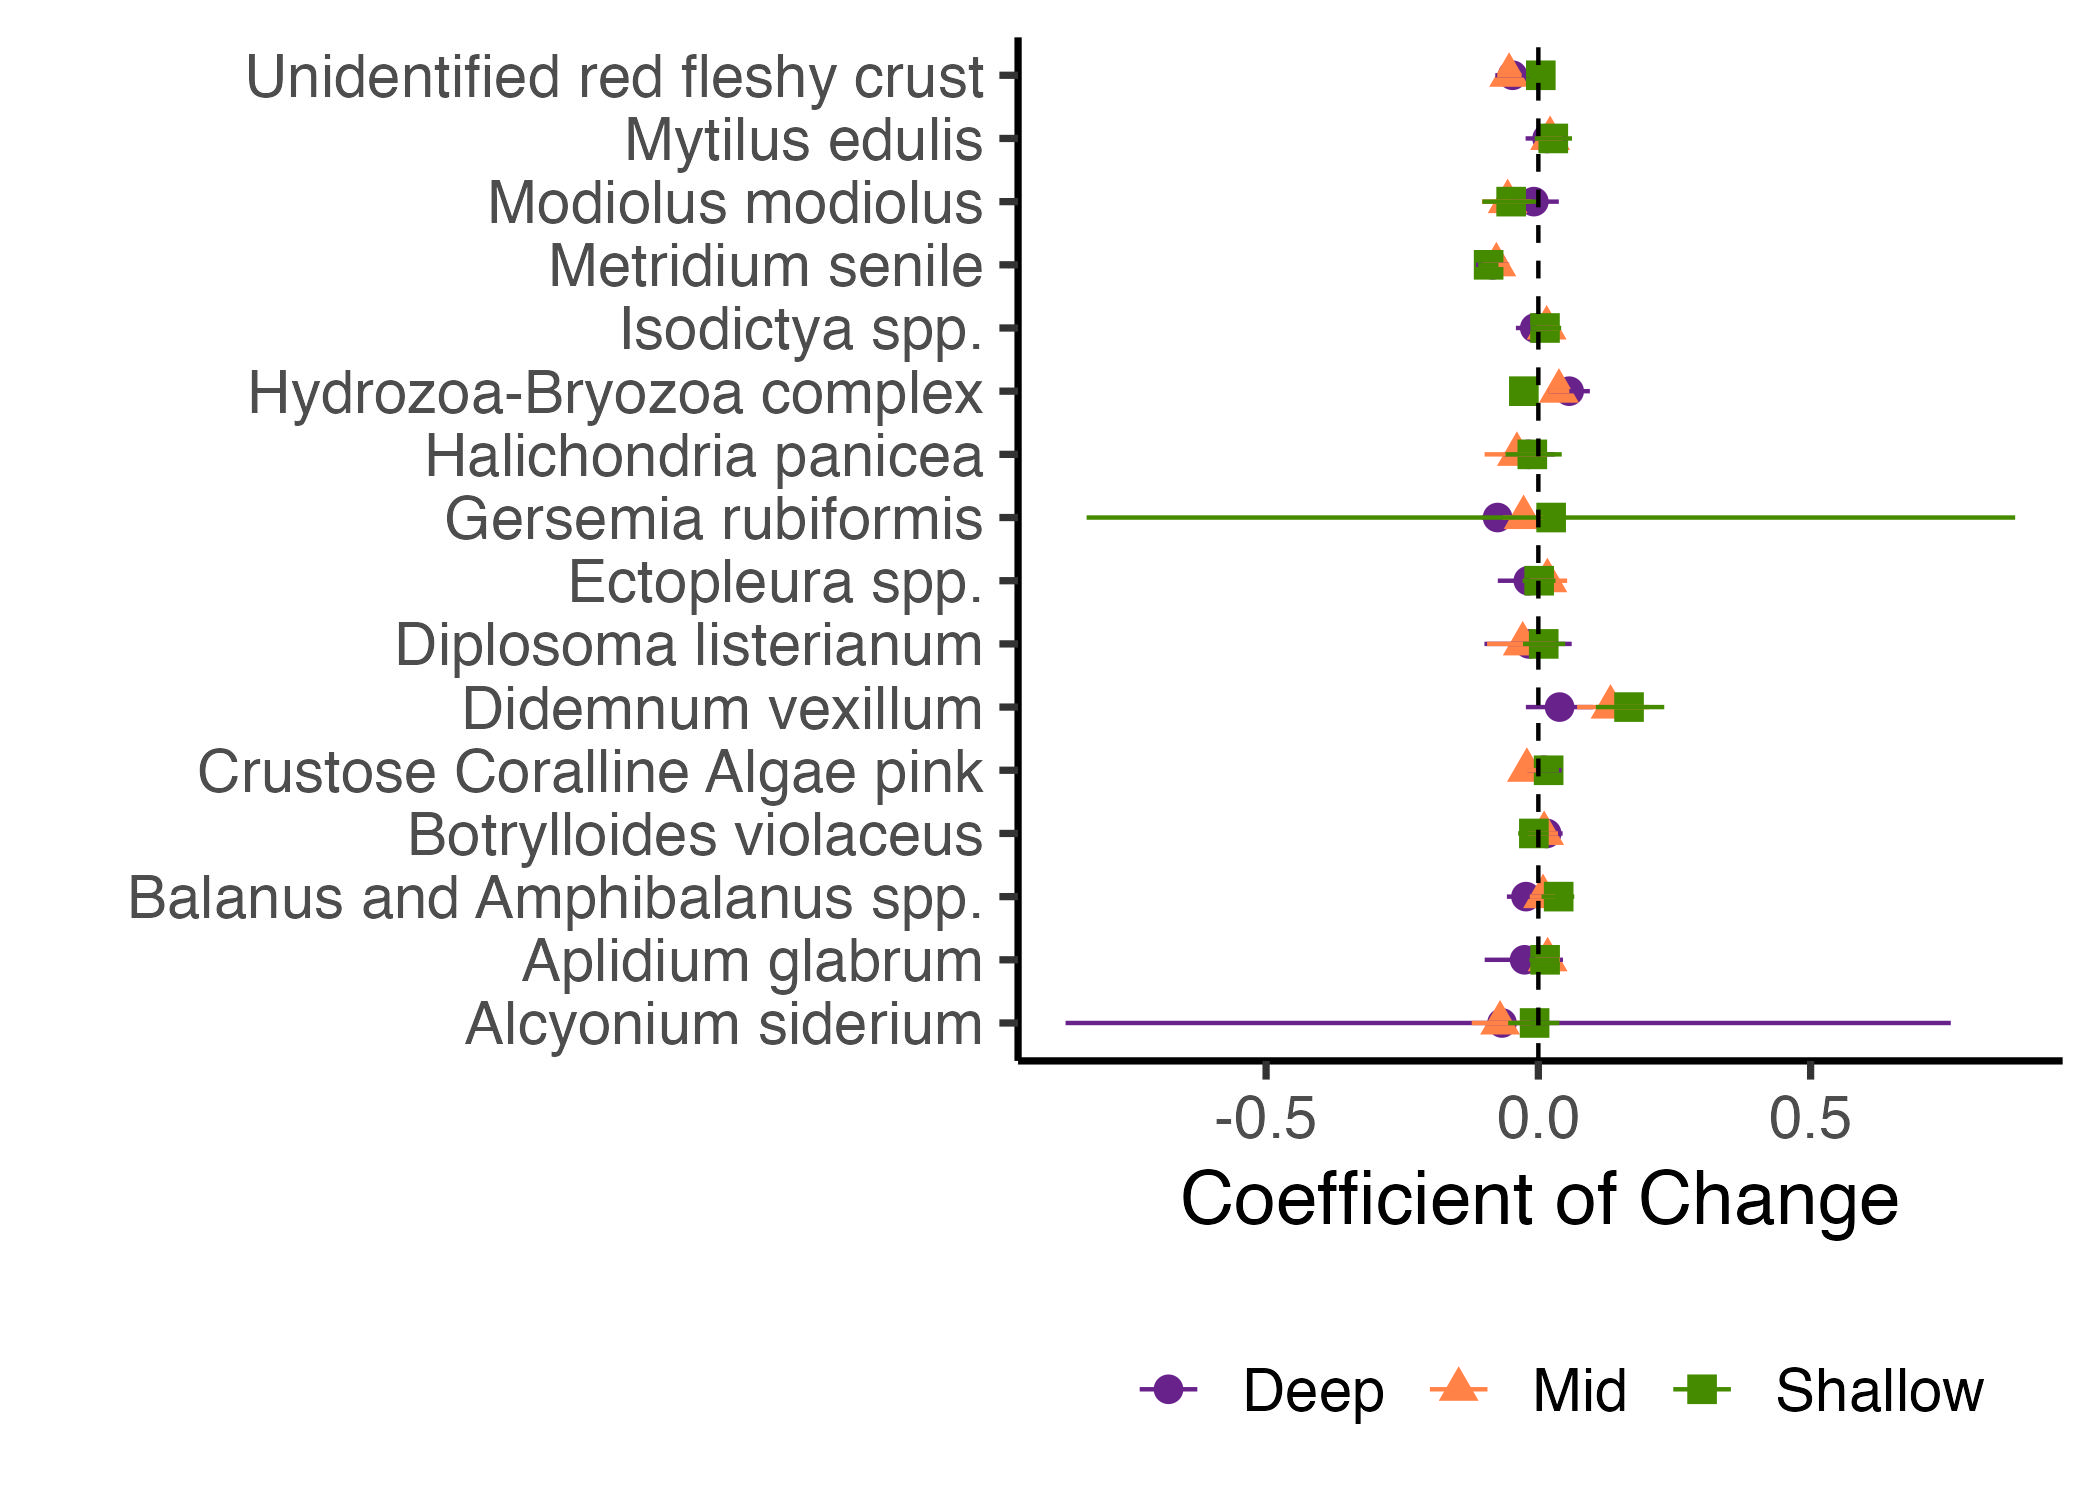 Unidentified red fleshy crust
Mytilus edulis
Modiolus modiolus
Metridium senile
Isodictya spp.
Hydrozoa-Bryozoa complex
Halichondria panicea
Gersemia rubiformis
Ectopleura spp.
Diplosoma listerianum
Didemnum vexillum
Crustose Coralline Algae pink
Botrylloides violaceus
Balanus and Amphibalanus spp.
Aplidium glabrum
Alcyonium siderium
-0.5 0.0 0.5
Coefficient of Change
Deep Mid Shallow